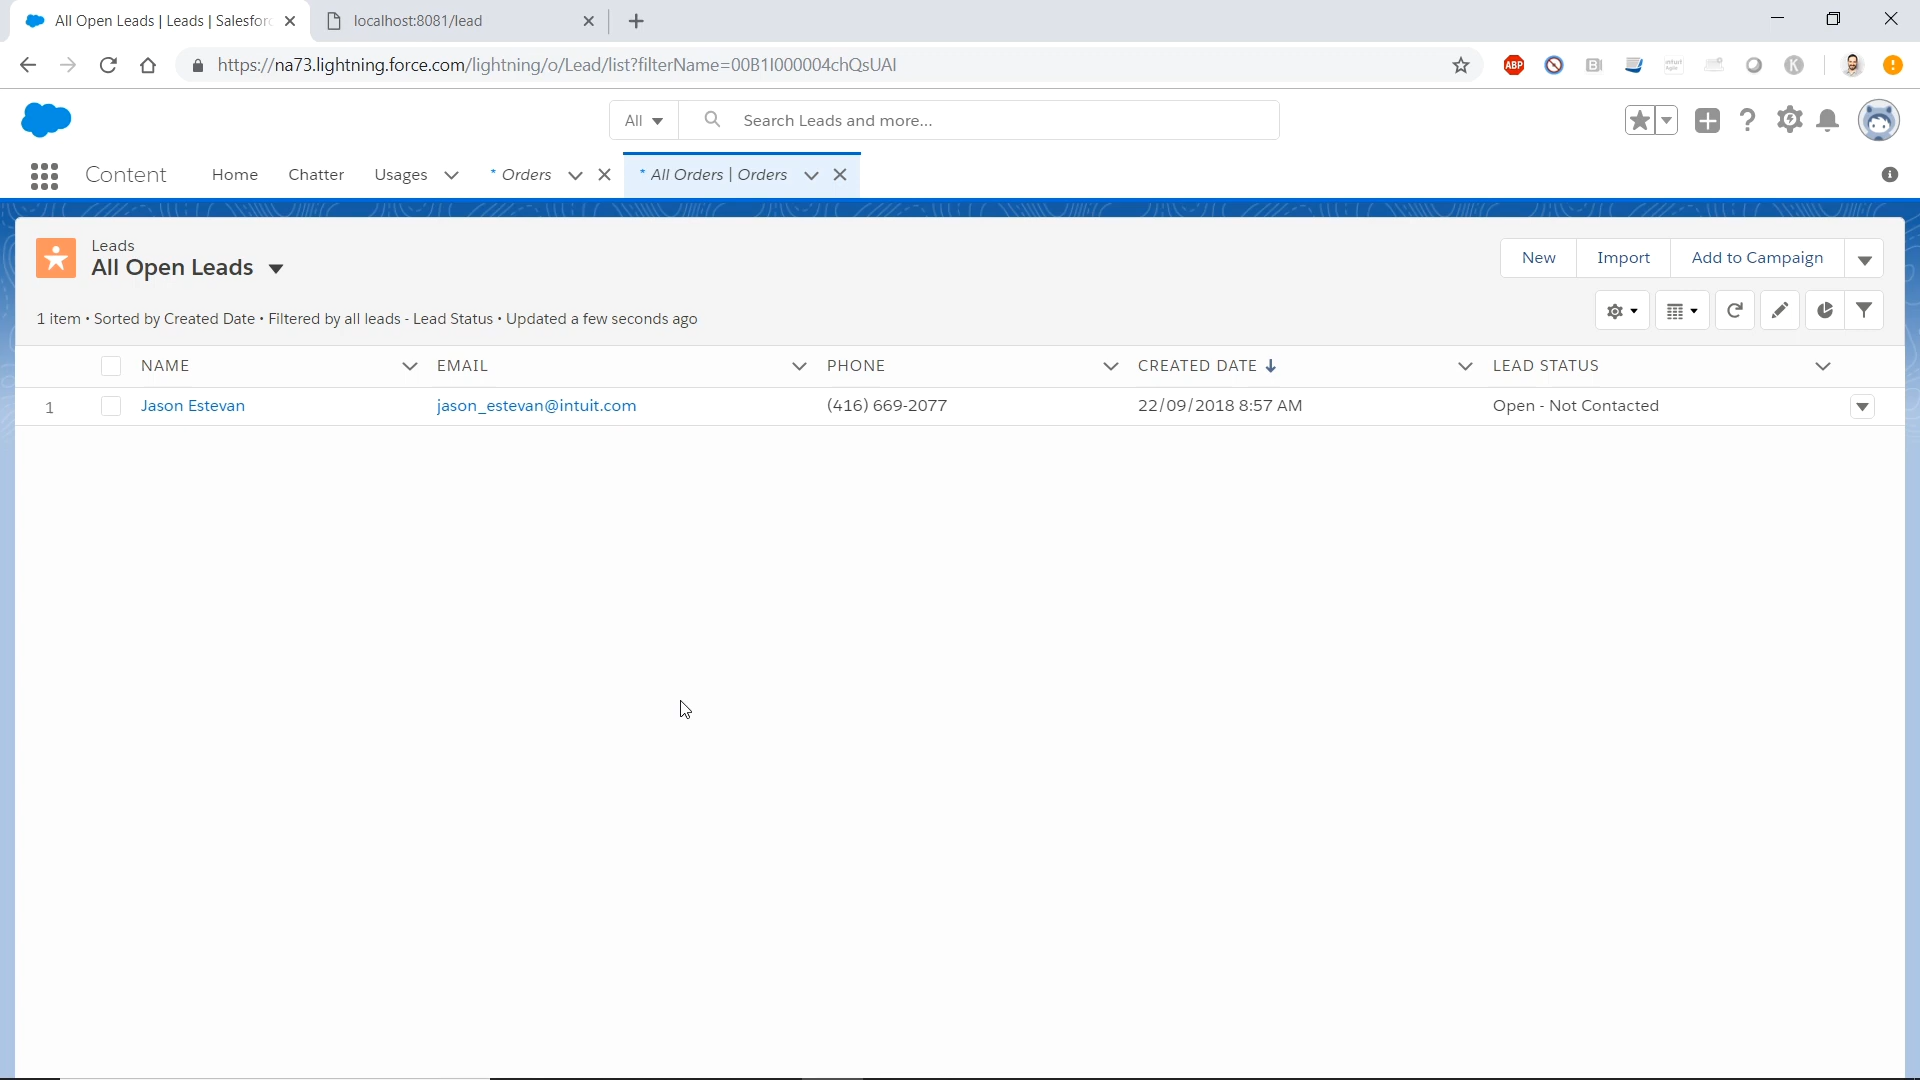 All Open Leads | Leads | Salesforc
localhost:8081/lead
https://na73.lightning.force.com/lightning/o/Lead/list?filterName=00B1I000004chQsUAI
ABP
K
All
Search Leads and more...
Content
Home
Chatter
Usages
* Orders
* All Orders | Orders
Leads
All Open Leads
New
Import
Add to Campaign
1 item • Sorted by Created Date • Filtered by all leads - Lead Status • Updated a few seconds ago
NAME EMAIL PHONE CREATED DATE LEAD STATUS
1 Jason Estevan jason_estevan@intuit.com (416) 669-2077 22/09/2018 8:57 AM Open - Not Contacted